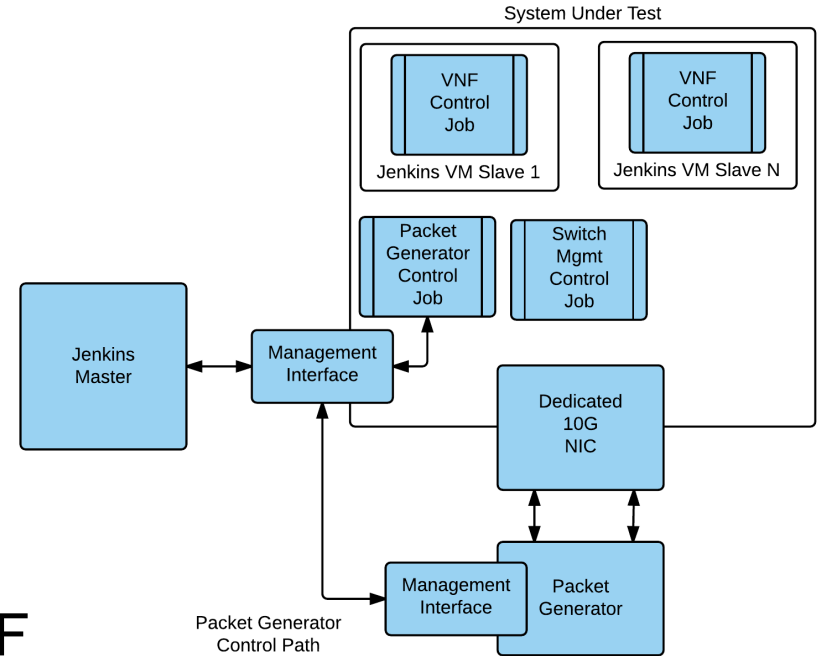 System Under Test
VNF
Control
Job
Jenkins VM Slave 1
VNF
Control
Job
Jenkins VM Slave N
Packet
Generator
Control
Job
Switch
Mgmt
Control
Job
Jenkins
Master
Management
Interface
Dedicated
10G
NIC
Management
Interface
Packet
Generator
Packet Generator
Control Path
F